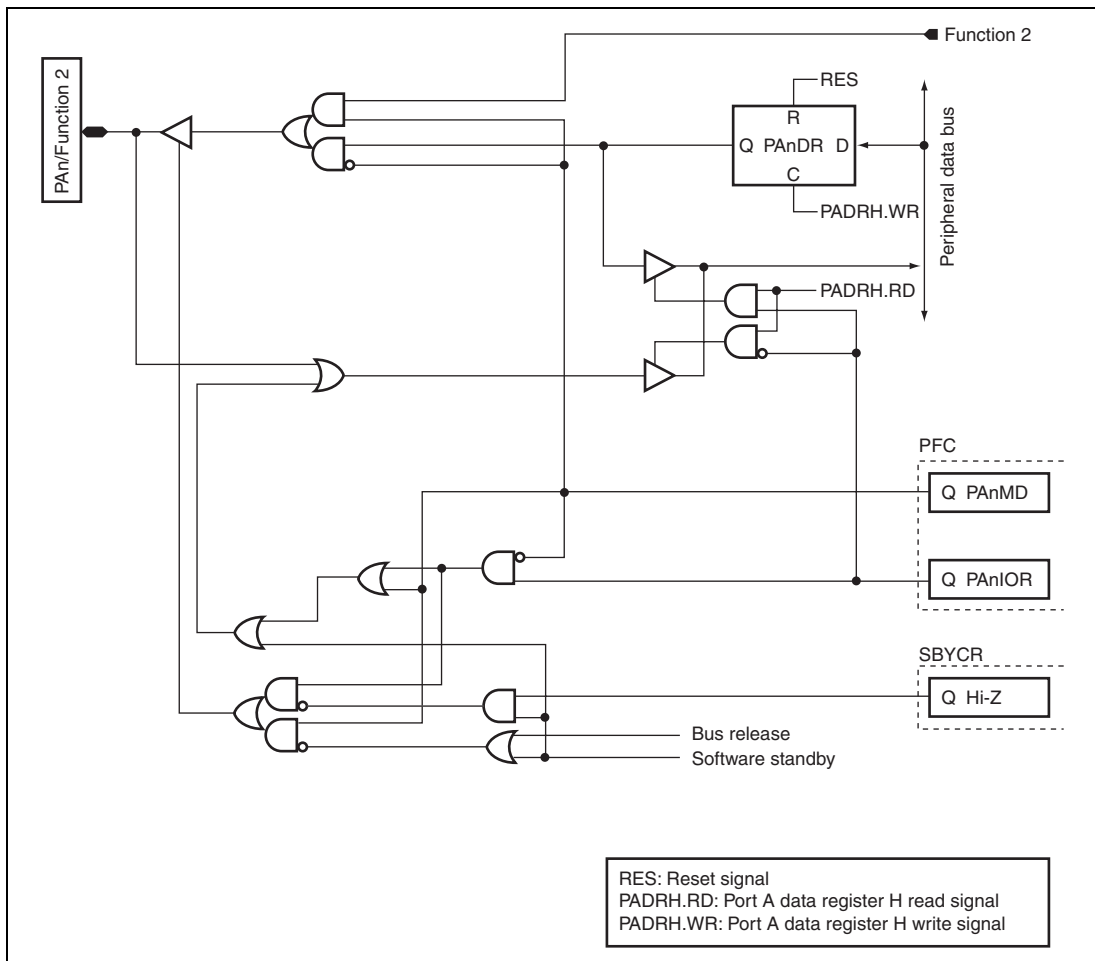 Function 2
PAn/Function 2
RES
R
Q PAnDR D
C
PADRH.WR
Peripheral data bus
PADRH.RD
PFC
Q PAnMD
Q PAnIOR
SBYCR
Q Hi-Z
Bus release
Software standby
RES: Reset signal
PADRH.RD: Port A data register H read signal
PADRH.WR: Port A data register H write signal